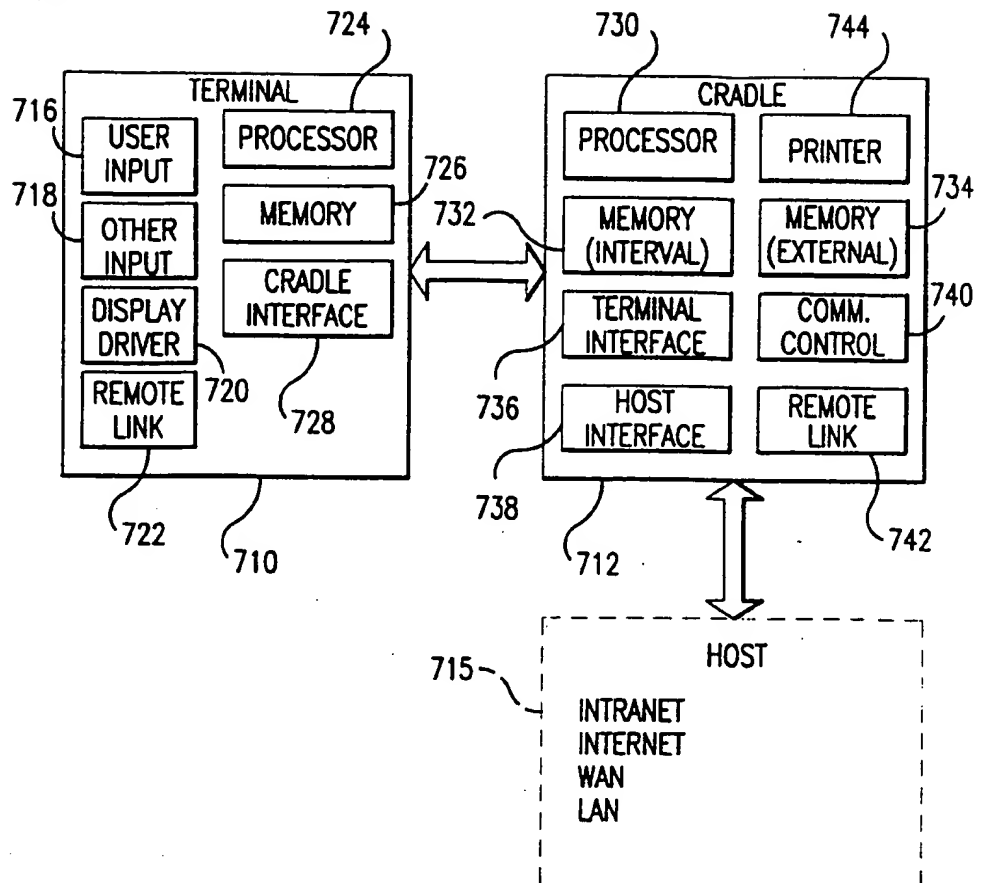 724
730
744
TERMINAL
CRADLE
716
USER
INPUT
PROCESSOR
PROCESSOR
PRINTER
718
OTHER
INPUT
MEMORY
726
732
MEMORY
(INTERVAL)
MEMORY
(EXTERNAL)
734
DISPLAY
DRIVER
720
CRADLE
INTERFACE
728
TERMINAL
INTERFACE
736
COMM.
CONTROL
740
REMOTE
LINK
722
HOST
INTERFACE
738
REMOTE
LINK
742
710
712
715
HOST
INTRANET
INTERNET
WAN
LAN